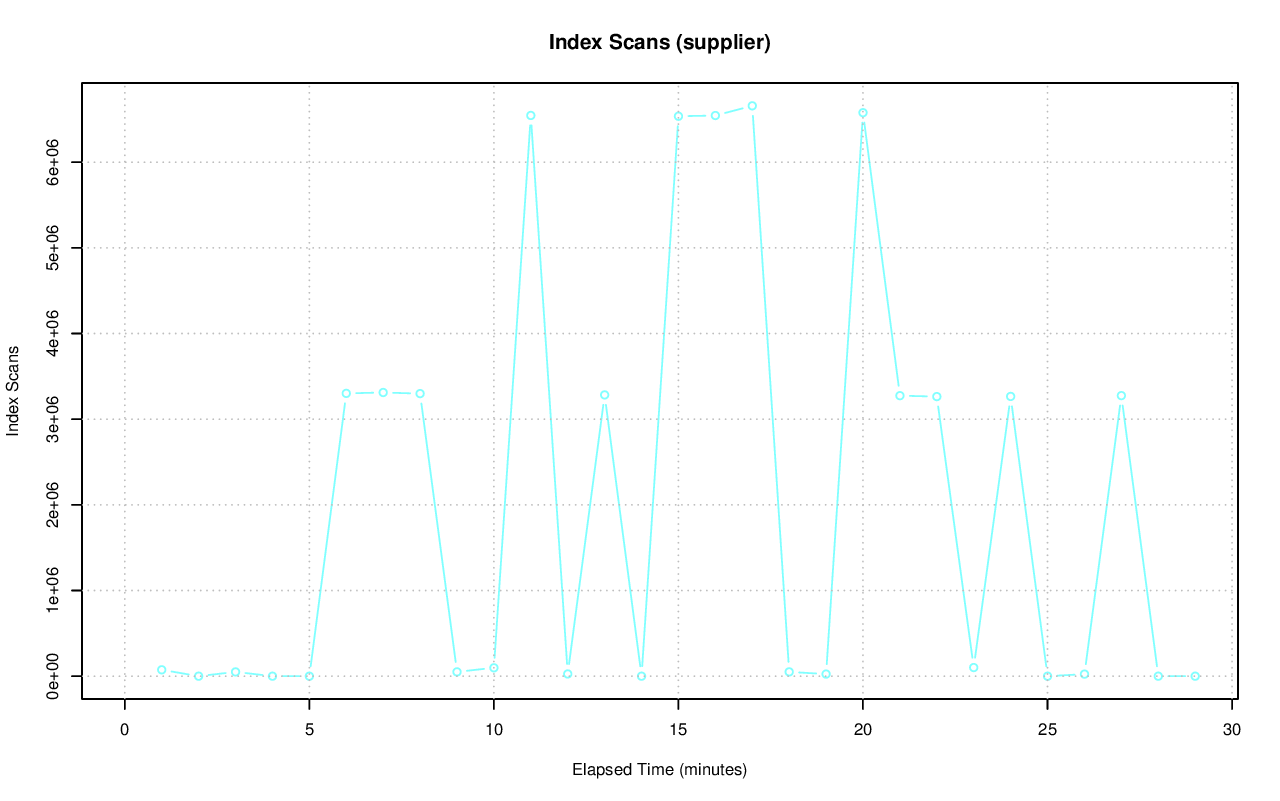 Index Scans (supplier)
Index Scans
6e+06
5e+06
4e+06
3e+06
2e+06
1e+06
0e+00
0 5 10 15 20 25 30
Elapsed Time (minutes)